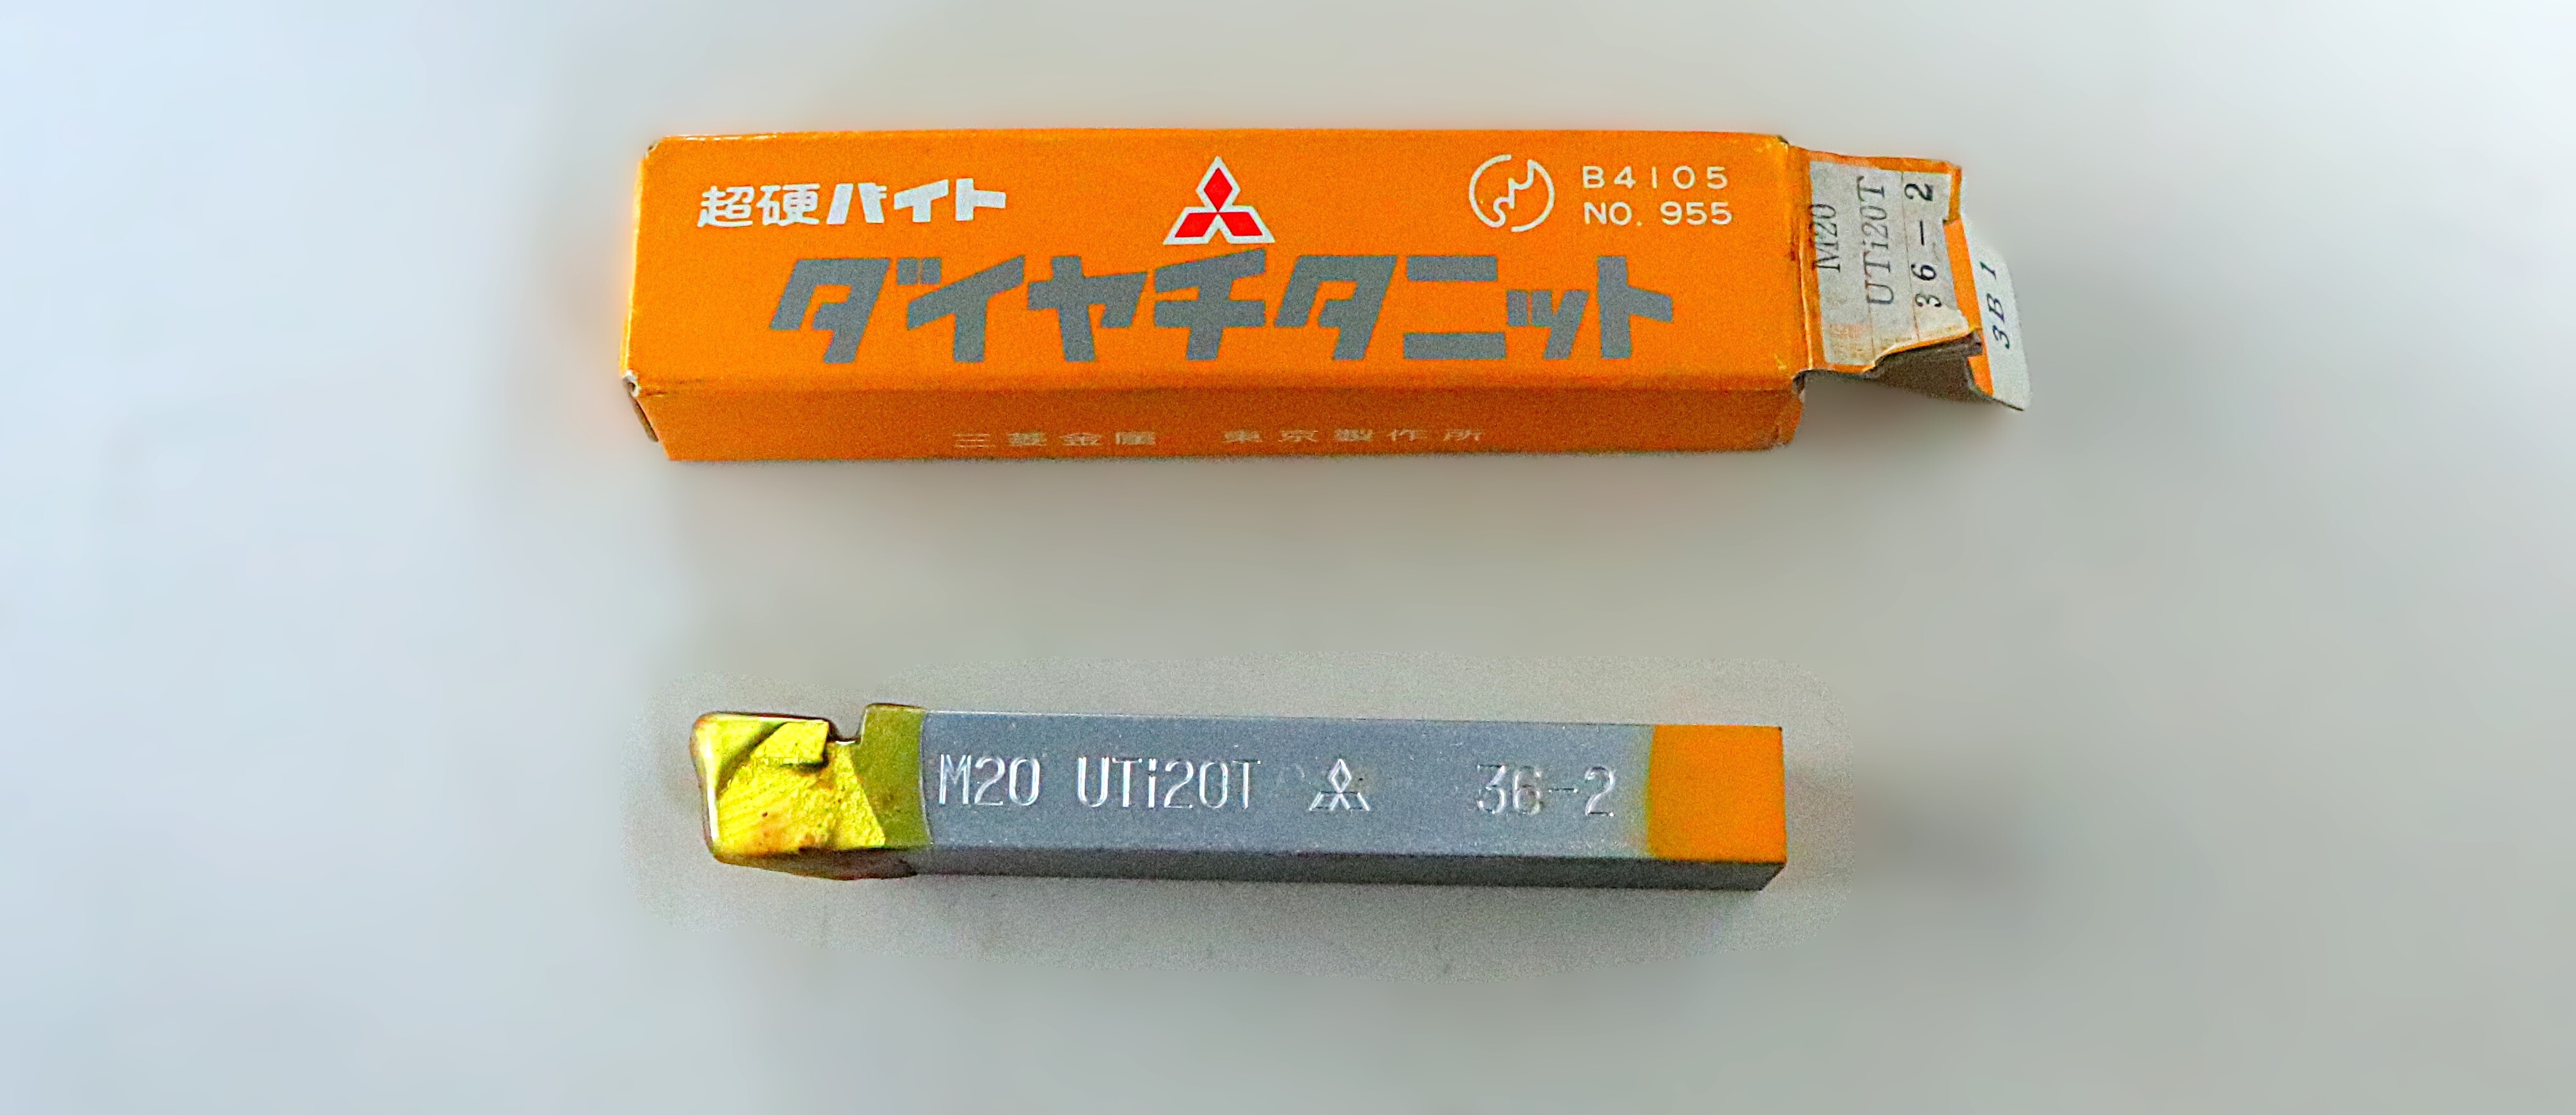 超硬バイト
B4105
NO. 955
ダイヤチタニット
三菱金属 東京製作所
M20
UTi20T
36-2
3B1
M20 UTi20T 36-2